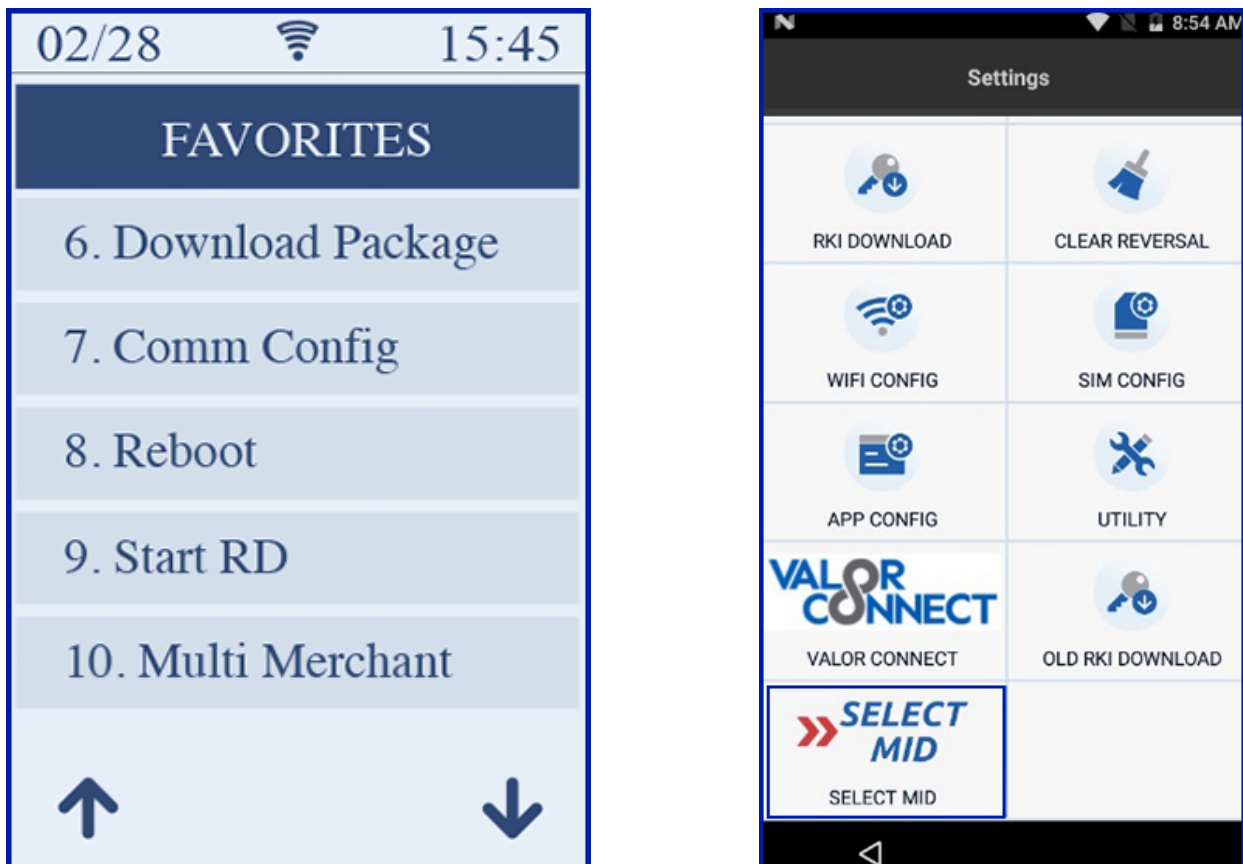 02/28 15:45
FAVORITES
6. Download Package
7. Comm Config
8. Reboot
9. Start RD
10. Multi Merchant
8:54 AM
Settings
RKI DOWNLOAD
CLEAR REVERSAL
WIFI CONFIG
SIM CONFIG
APP CONFIG
UTILITY
VALOR
CONNECT
VALOR CONNECT
OLD RKI DOWNLOAD
SELECT
MID
SELECT MID